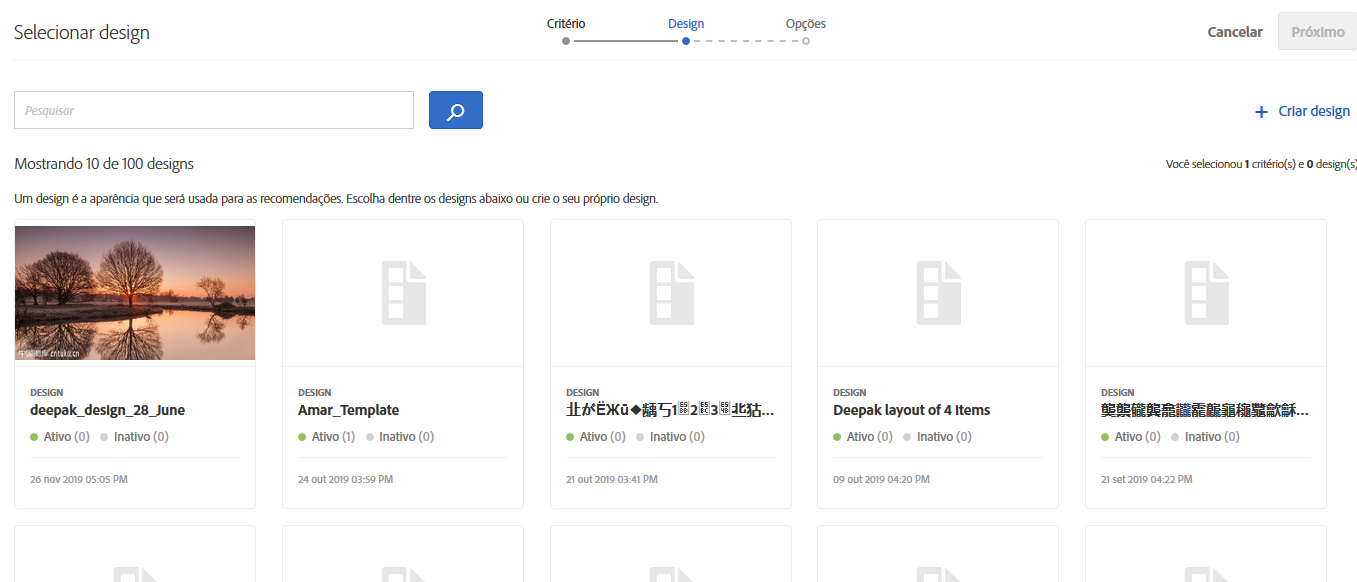 Selecionar design
Critério
Design
Opções
Cancelar
Próximo
Pesquisar
+ Criar design
Mostrando 10 de 100 designs
Você selecionou 1 critério(s) e 0 design(s)
Um design é a aparência que será usada para as recomendações. Escolha dentre os designs abaixo ou crie o seu próprio design.
DESIGN
deepak_design_28_June
Ativo (0) Inativo (0)
26 nov 2019 05:05 PM
DESIGN
Amar_Template
Ativo (1) Inativo (0)
24 out 2019 03:59 PM
DESIGN
Ativo (0) Inativo (0)
21 out 2019 03:41 PM
DESIGN
Deepak layout of 4 Items
Ativo (0) Inativo (0)
09 out 2019 04:20 PM
DESIGN
Ativo (0) Inativo (0)
21 set 2019 04:22 PM